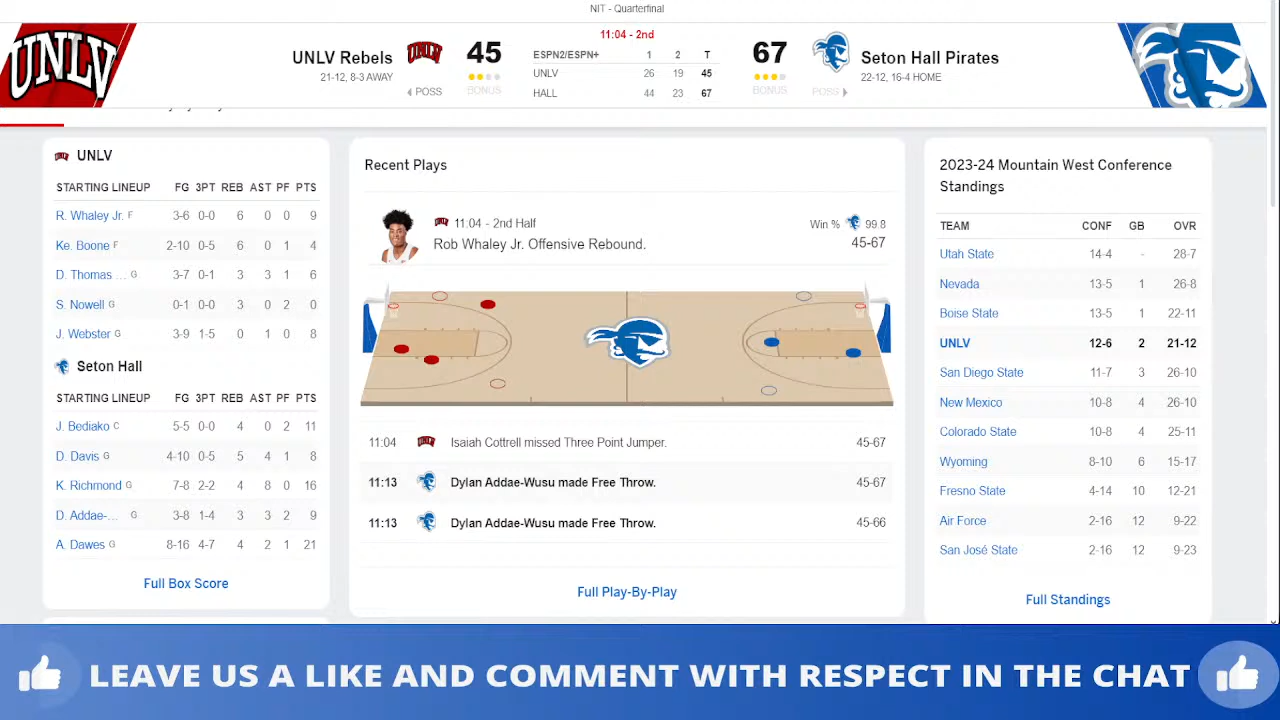 NIT - Quarterfinal
UNLV
UNLV Rebels
21-12, 8-3 AWAY
UNLV
45
POSS
BONUS
11:04 - 2nd
ESPN2/ESPN+ 1 2 T
UNLV 26 19 45
HALL 44 23 67
67
BONUS
POSS
Seton Hall Pirates
22-12, 16-4 HOME
UNLV
STARTING LINEUP FG 3PT REB AST PF PTS
R. Whaley Jr. F 3-6 0-0 6 0 0 9
Ke. Boone F 2-10 0-5 6 0 1 4
D. Thomas ... G 3-7 0-1 3 3 1 6
S. Nowell G 0-1 0-0 3 0 2 0
J. Webster G 3-9 1-5 0 1 0 8
Seton Hall
STARTING LINEUP FG 3PT REB AST PF PTS
J. Bediako C 5-5 0-0 4 0 2 11
D. Davis G 4-10 0-5 5 4 1 8
K. Richmond G 7-8 2-2 4 8 0 16
D. Addae-... G 3-8 1-4 3 3 2 9
A. Dawes G 8-16 4-7 4 2 1 21
Full Box Score
Recent Plays
11:04 - 2nd Half
Rob Whaley Jr. Offensive Rebound.
Win % 99.8
45-67
11:04 Isaiah Cottrell missed Three Point Jumper. 45-67
11:13 Dylan Addae-Wusu made Free Throw. 45-67
11:13 Dylan Addae-Wusu made Free Throw. 45-66
Full Play-By-Play
2023-24 Mountain West Conference
Standings
TEAM CONF GB OVR
Utah State 14-4 - 28-7
Nevada 13-5 1 26-8
Boise State 13-5 1 22-11
UNLV 12-6 2 21-12
San Diego State 11-7 3 26-10
New Mexico 10-8 4 26-10
Colorado State 10-8 4 25-11
Wyoming 8-10 6 15-17
Fresno State 4-14 10 12-21
Air Force 2-16 12 9-22
San José State 2-16 12 9-23
Full Standings
LEAVE US A LIKE AND COMMENT WITH RESPECT IN THE CHAT